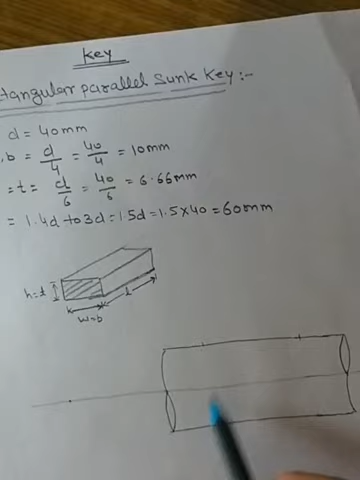 Key
tangular parallel Sunk Key:-
d = 40mm
b = d/4 = 40/4 = 10mm
= t = d/6 = 40/6 = 6.66mm
= 1.4d to 3d = 1.5d = 1.5 x 40 = 60mm
h=t
l
w=b